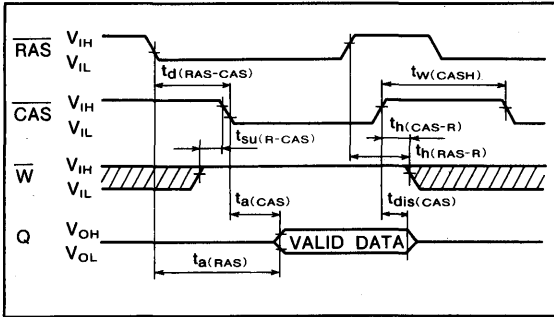 RAS VIH
VIL
td(RAS-CAS)
tw(CASH)
CAS VIH
VIL
tsu(R-CAS)
th(CAS-R)
th(RAS-R)
W VIH
VIL
ta(CAS)
tdis(CAS)
Q VOH
VOL
VALID DATA
ta(RAS)